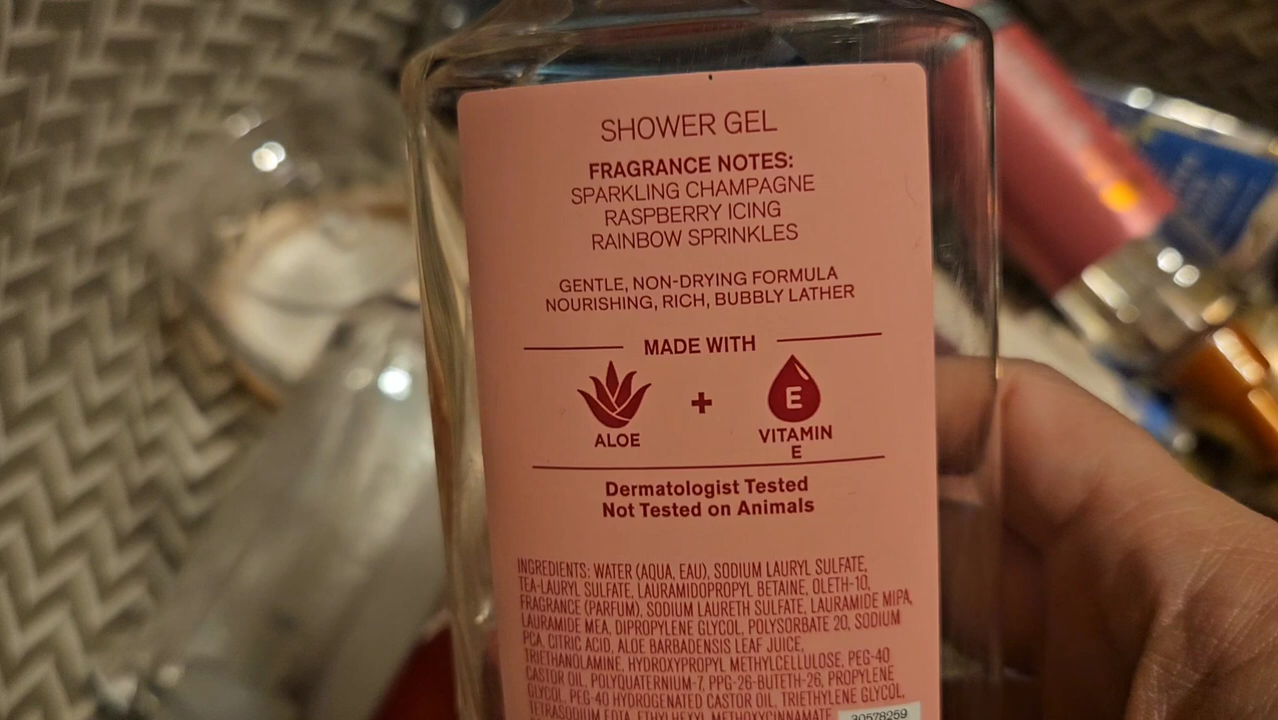 SHOWER GEL
FRAGRANCE NOTES:
SPARKLING CHAMPAGNE
RASPBERRY ICING
RAINBOW SPRINKLES
GENTLE, NON-DRYING FORMULA
NOURISHING, RICH, BUBBLY LATHER
MADE WITH
ALOE
+
E
VITAMIN
E
Dermatologist Tested
Not Tested on Animals
INGREDIENTS: WATER (AQUA, EAU), SODIUM LAURYL SULFATE,
TEA-LAURYL SULFATE, LAURAMIDOPROPYL BETAINE, OLETH-10,
FRAGRANCE (PARFUM), SODIUM LAURETH SULFATE, LAURAMIDE MIPA,
LAURAMIDE MEA, DIPROPYLENE GLYCOL, POLYSORBATE 20, SODIUM
PCA, CITRIC ACID, ALOE BARBADENSIS LEAF JUICE,
TRIETHANOLAMINE, HYDROXYPROPYL METHYLCELLULOSE, PEG-40
CASTOR OIL, POLYQUATERNIUM-7, PPG-26-BUTETH-26, PROPYLENE
GLYCOL, PEG-40 HYDROGENATED CASTOR OIL, TRIETHYLENE GLYCOL,
TETRASODIUM EDTA, ETHYLHEXYL METHOXYCINNAMATE,
30578259